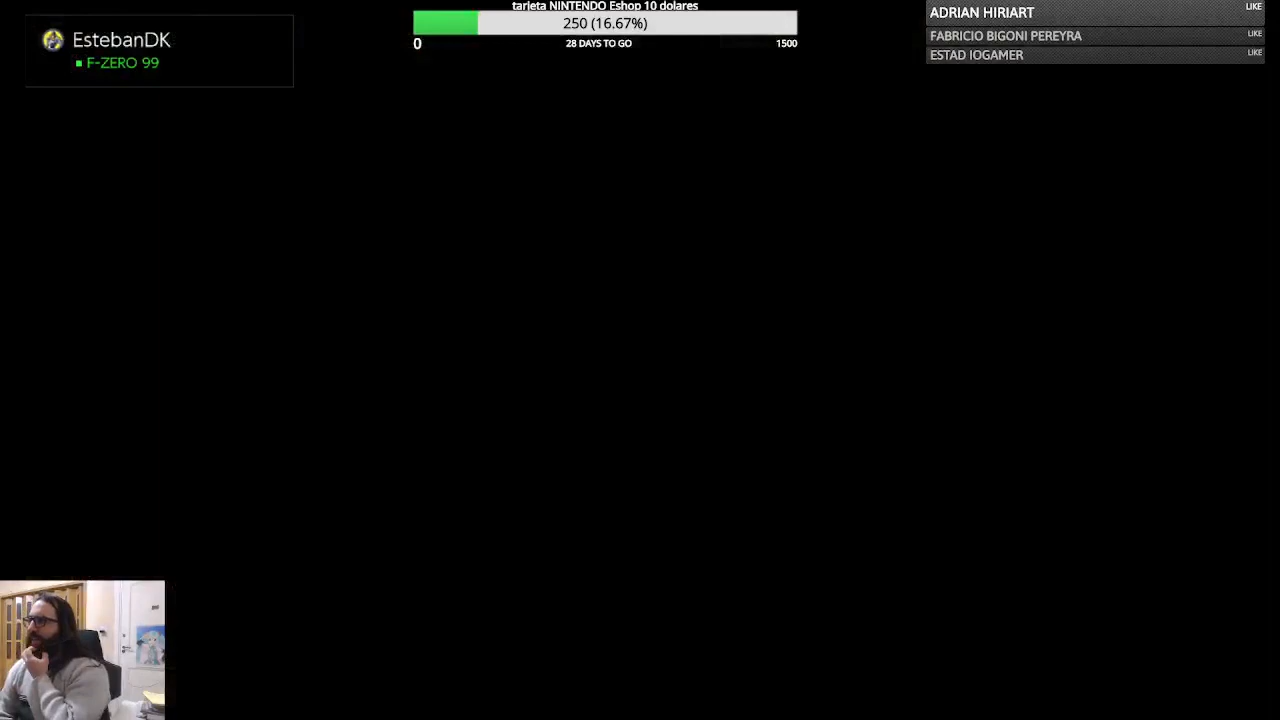 EstebanDK
F-ZERO 99
tarjeta NINTENDO Eshop 10 dolares
250 (16.67%)
0
28 DAYS TO GO
1500
ADRIAN HIRIART
LIKE
FABRICIO BIGONI PEREYRA
LIKE
ESTAD IOGAMER
LIKE